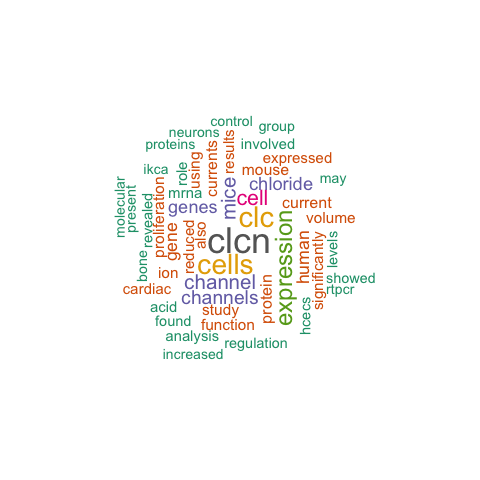 control
group
neurons
proteins
involved
results
currents
using
role
ikca
expressed
mouse
may
chloride
mrna
mice
cell
molecular
present
revealed
proliferation
genes
clc
current
volume
gene
also
reduced
clcn
expression
human
significantly
levels
bone
ion
cells
channel
channels
protein
showed
rtpcr
cardiac
acid
study
found
function
hcecs
analysis
regulation
increased